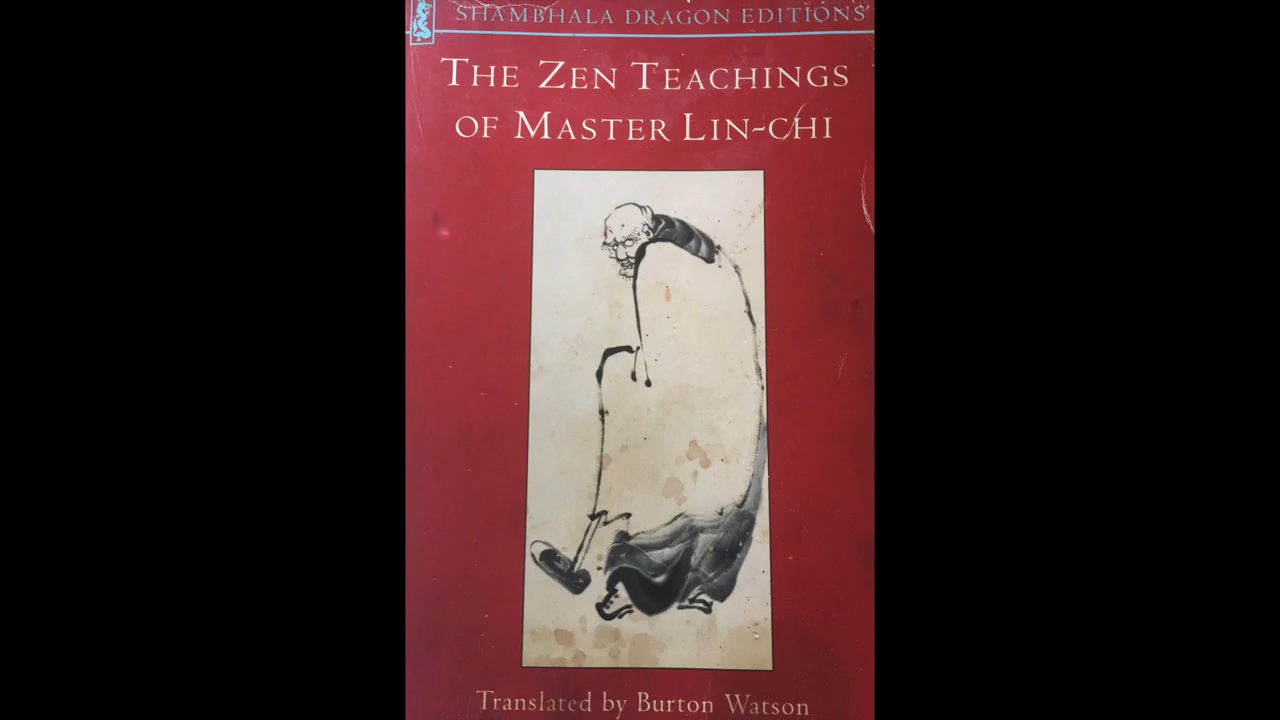 SHAMBHALA DRAGON EDITIONS
THE ZEN TEACHINGS
OF MASTER LIN-CHI
Translated by Burton Watson